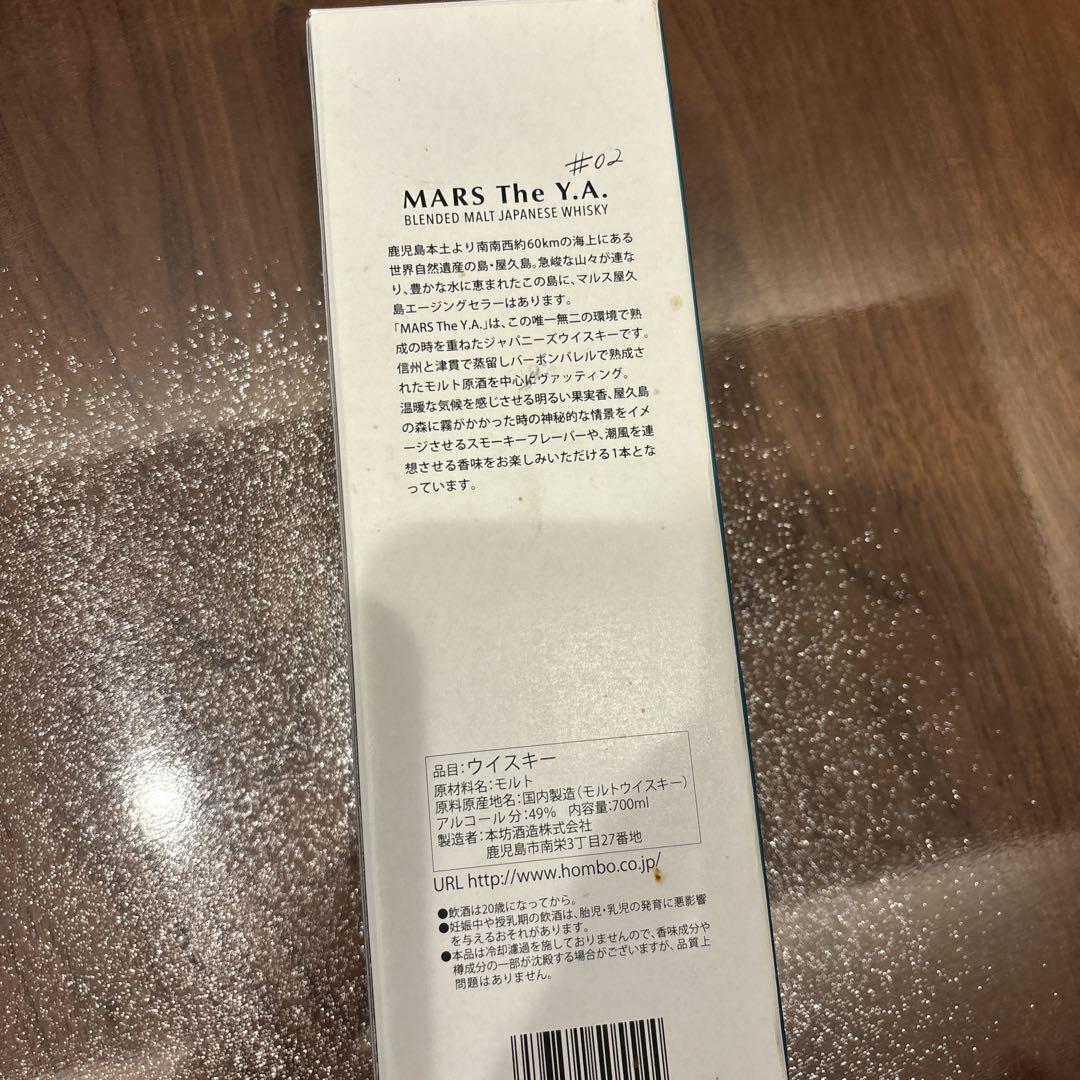 #02
MARS The Y.A.
BLENDED MALT JAPANESE WHISKY
鹿児島本土より南南西約60kmの海上にある
世界自然遺産の島・屋久島。急峻な山々が連な
り、豊かな水に恵まれたこの島に、マルス屋久
島エージングセラーはあります。
「MARS The Y.A.」は、この唯一無二の環境で熟
成の時を重ねたジャパニーズウイスキーです。
信州と津貫で蒸留しバーボンバレルで熟成さ
れたモルト原酒を中心にヴァッティング。
温暖な気候を感じさせる明るい果実香、屋久島
の森に霧がかかった時の神秘的な情景をイメ
ージさせるスモーキーフレーバーや、潮風を連
想させる香味をお楽しみいただける1本とな
っています。
品目:ウイスキー
原材料名:モルト
原料原産地名:国内製造(モルトウイスキー)
アルコール分:49% 内容量:700ml
製造者:本坊酒造株式会社
鹿児島市南栄3丁目27番地
URL http://www.hombo.co.jp/
●飲酒は20歳になってから。
●妊娠中や授乳期の飲酒は、胎児・乳児の発育に悪影響
を与えるおそれがあります。
●本品は冷却濾過を施しておりませんので、香味成分や
樽成分の一部が沈殿する場合がございますが、品質上
問題はありません。